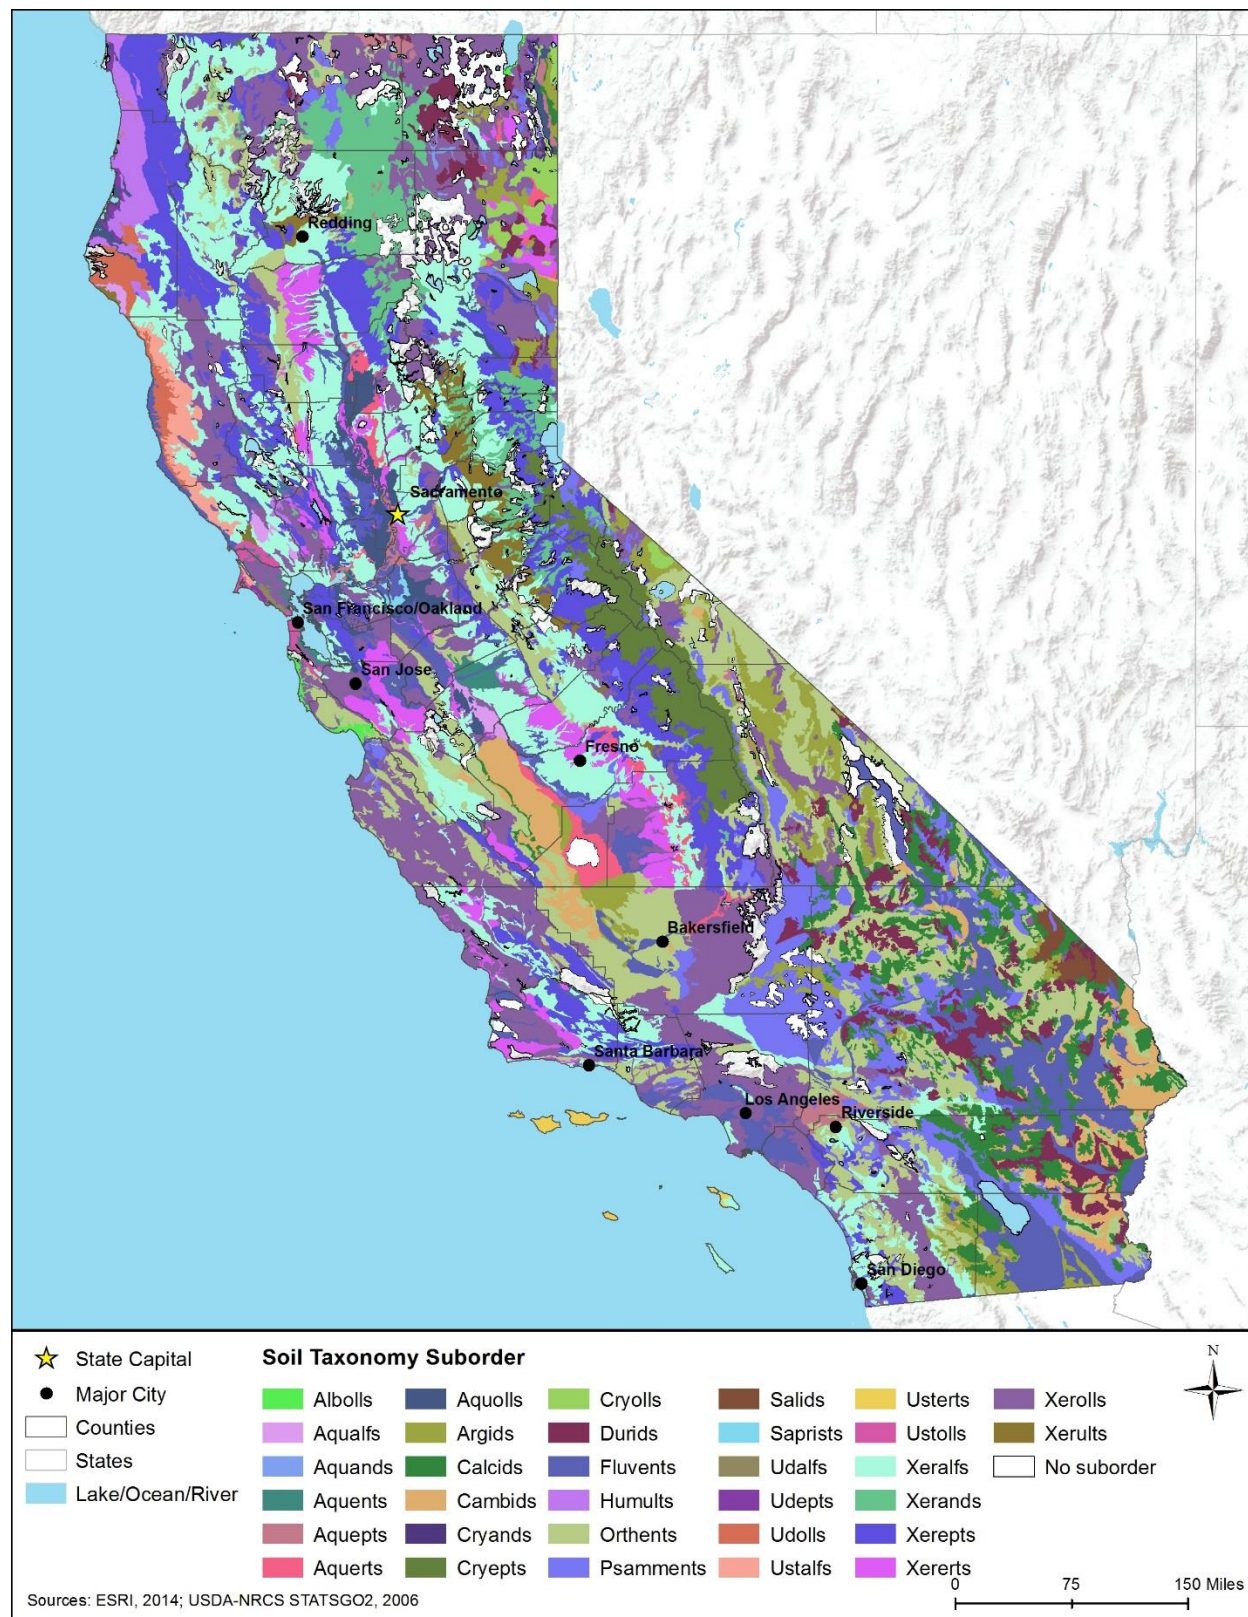 Redding
Sacramento
San Francisco/Oakland
San Jose
Fresno
Bakersfield
Santa Barbara
Los Angeles
Riverside
San Diego
State Capital
Major City
Counties
States
Lake/Ocean/River
Soil Taxonomy Suborder
Albolls
Aqualfs
Aquands
Aquents
Aquepts
Aquerts
Aquolls
Argids
Calcids
Cambids
Cryands
Cryepts
Cryolls
Durids
Fluvents
Humults
Orthents
Psamments
Salids
Saprists
Udalfs
Udepts
Udolls
Ustalfs
Usterts
Ustolls
Xeralfs
Xerands
Xerepts
Xererts
Xerolls
Xerults
No suborder
N
0 75 150 Miles
Sources: ESRI, 2014; USDA-NRCS STATSGO2, 2006